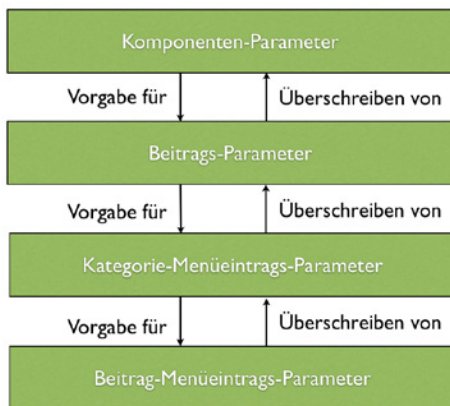 Komponenten-Parameter
Vorgabe für
Überschreiben von
Beitrags-Parameter
Vorgabe für
Überschreiben von
Kategorie-Menüeintrags-Parameter
Vorgabe für
Überschreiben von
Beitrag-Menüeintrags-Parameter